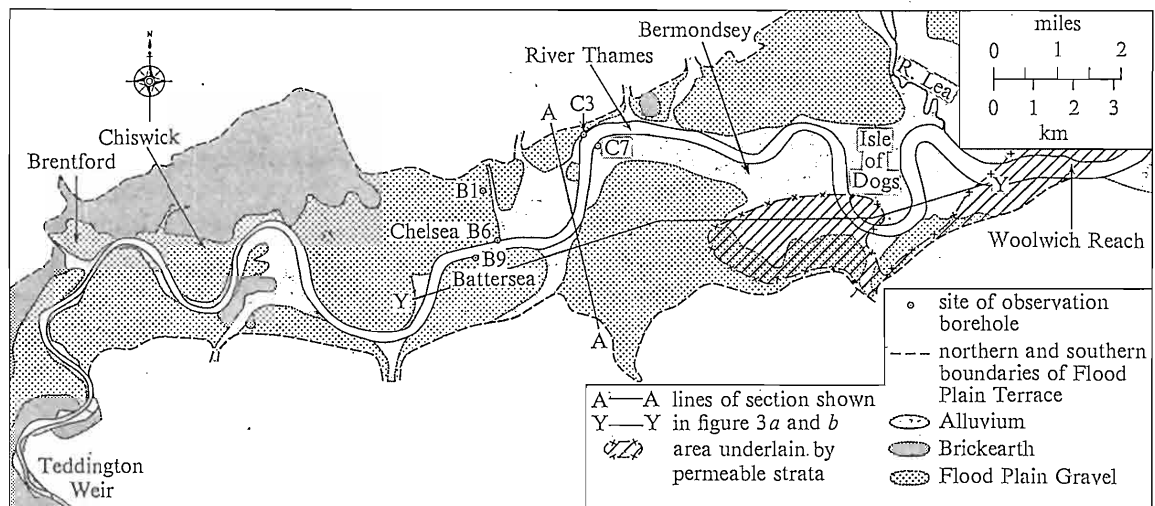 N
miles
0 1 2
0 1 2 3
km
R Lea
Bermondsey
River Thames
Chiswick
Brentford
A
C3
C7
Isle
of
Dogs
B1
Chelsea B6
B9
Battersea
Y
Y
A
Woolwich Reach
Teddington
Weir
site of observation
borehole
northern and southern
boundaries of Flood
Plain Terrace
A A lines of section shown
Y Y in figure 3a and b
area underlain by
permeable strata
Alluvium
Brickearth
Flood Plain Gravel